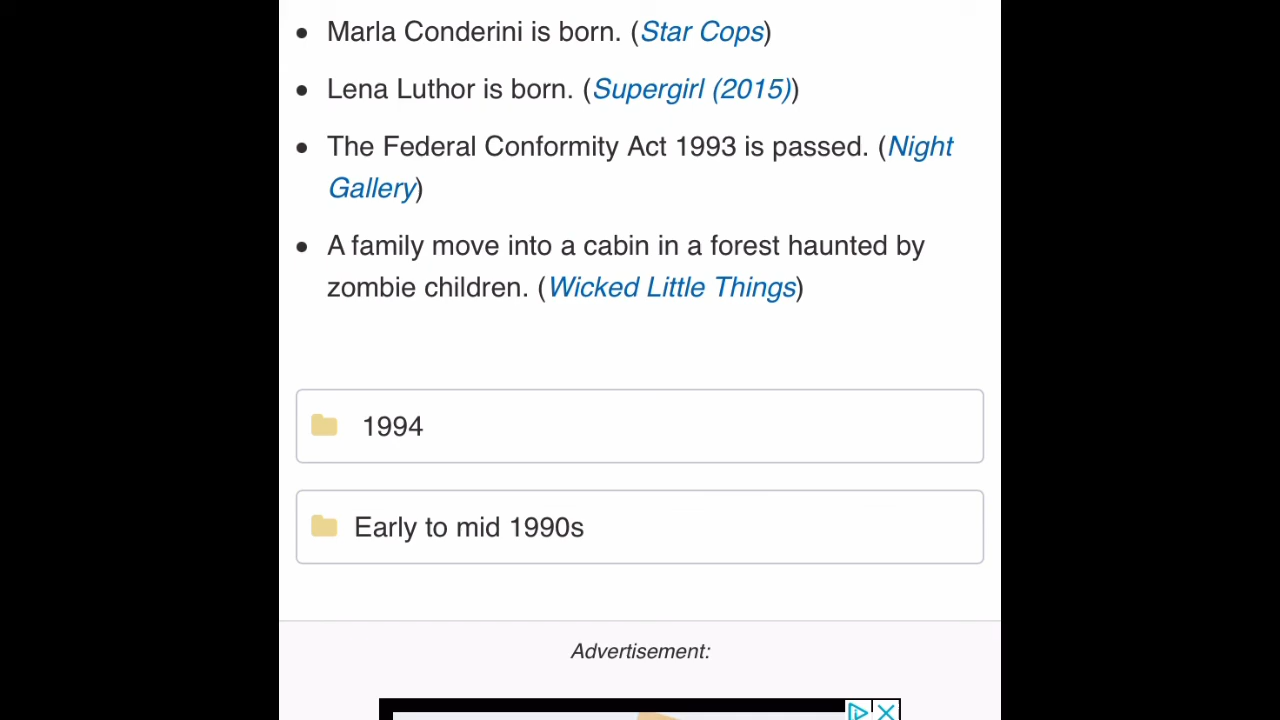 Marla Conderini is born. (Star Cops)
Lena Luthor is born. (Supergirl (2015))
The Federal Conformity Act 1993 is passed. (Night
Gallery)
A family move into a cabin in a forest haunted by
zombie children. (Wicked Little Things)
1994
Early to mid 1990s
Advertisement: